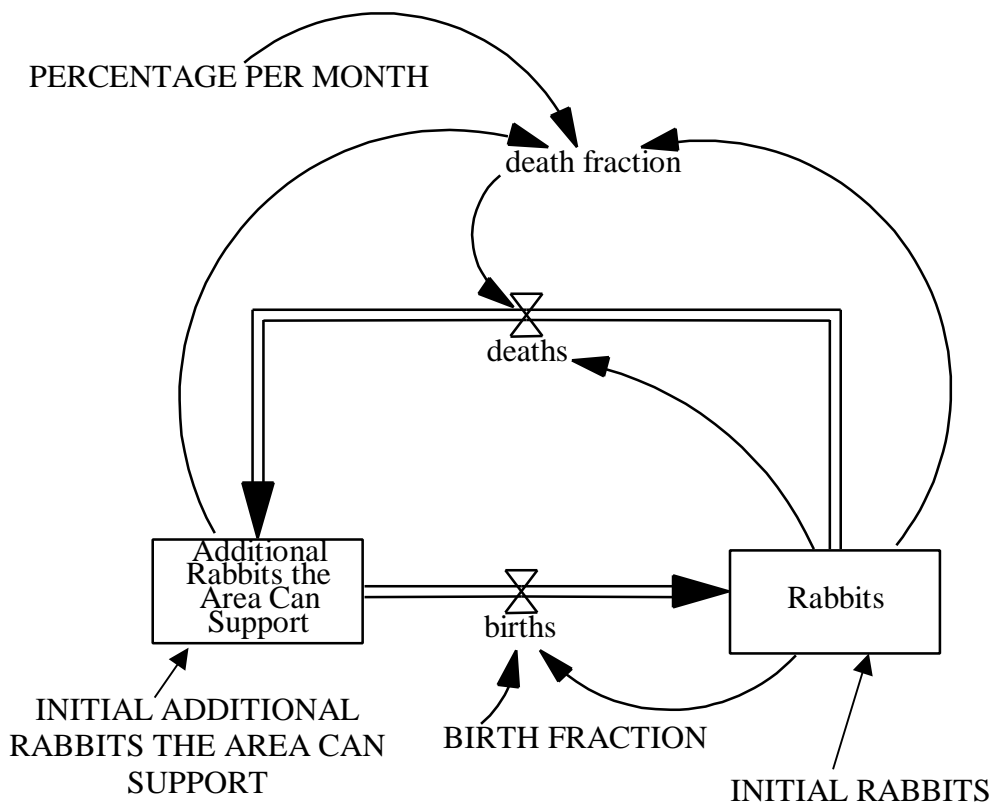 PERCENTAGE PER MONTH
death fraction
deaths
Additional
Rabbits the
Area Can
Support
Rabbits
births
INITIAL ADDITIONAL
RABBITS THE AREA CAN
SUPPORT
BIRTH FRACTION
INITIAL RABBITS